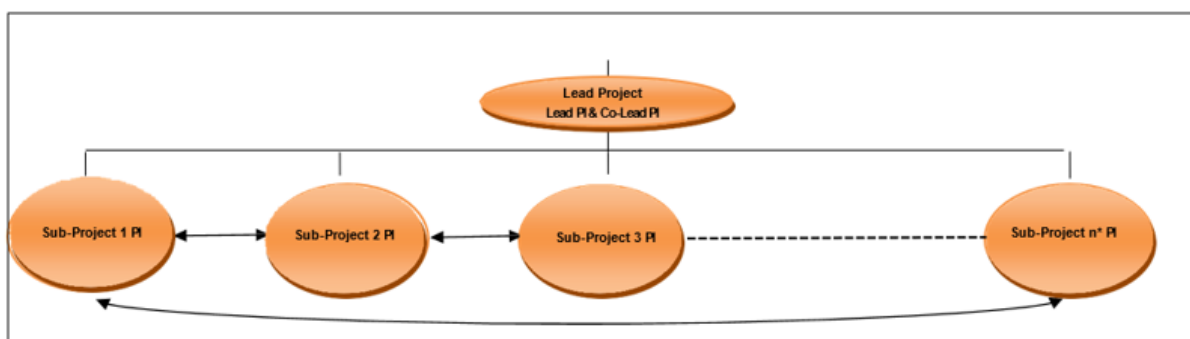 Lead Project
Lead PI & Co-Lead PI
Sub-Project 1 PI
Sub-Project 2 PI
Sub-Project 3 PI
Sub-Project n* PI